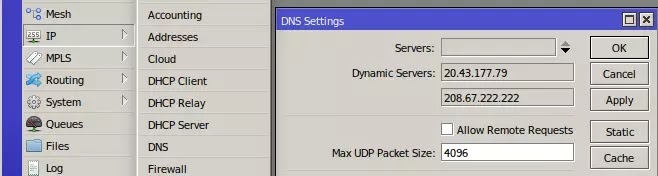 Mesh
IP
MPLS
Routing
System
Queues
Files
Log
Accounting
Addresses
Cloud
DHCP Client
DHCP Relay
DHCP Server
DNS
Firewall
DNS Settings
Servers:
Dynamic Servers: 20.43.177.79
208.67.222.222
Allow Remote Requests
Max UDP Packet Size: 4096
OK
Cancel
Apply
Static
Cache